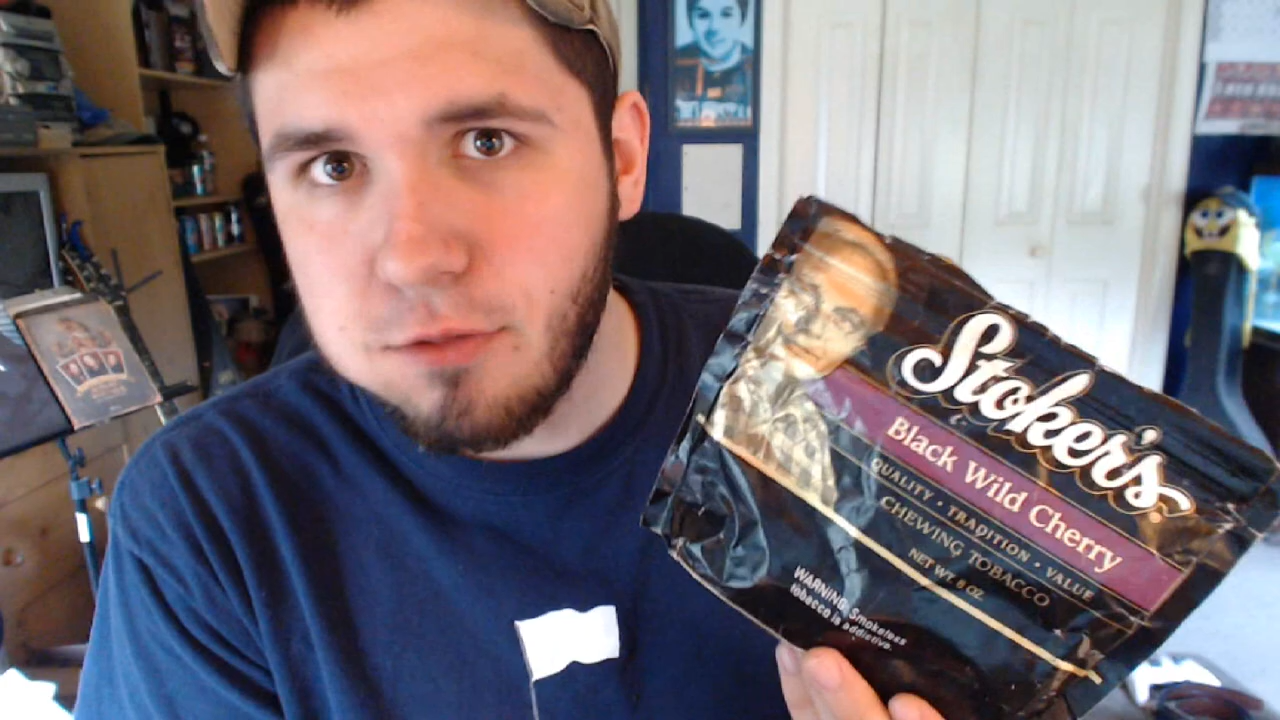 Stoker's
Black Wild Cherry
QUALITY • TRADITION • VALUE
CHEWING TOBACCO
NET WT. 8 OZ.
WARNING: Smokeless
tobacco is addictive.